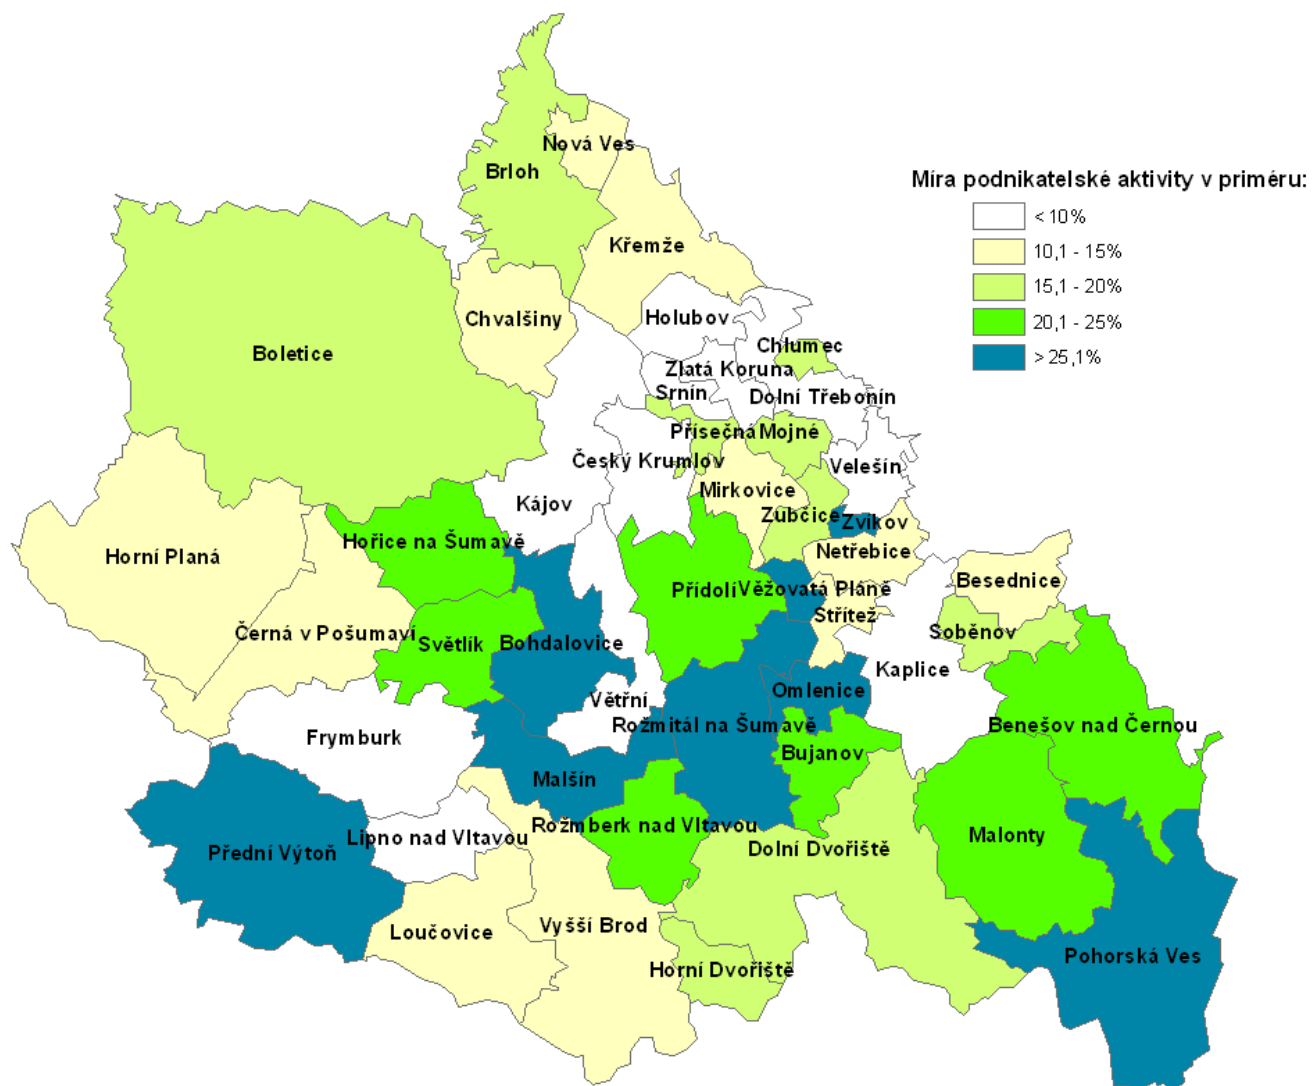 Nová Ves
Brloh
Míra podnikatelské aktivity v priméru:
< 10%
10,1 - 15%
15,1 - 20%
20,1 - 25%
> 25,1%
Křemže
Holubov
Chvalšiny
Chlumec
Boletice
Zlatá Koruna
Srnín
Dolní Třebonín
Přísečná
Mojné
Český Krumlov
Velešín
Mirkovice
Kájov
Zubčice
Zvíkov
Hořice na Šumavě
Netřebice
Horní Planá
Besednice
Přídolí
Věžovatá Pláně
Střítež
Černá v Pošumaví
Soběnov
Světlík
Bohdalovice
Kaplice
Omlenice
Větřní
Rožmitál na Šumavě
Benešov nad Černou
Frymburk
Bujanov
Malšín
Rožmberk nad Vltavou
Malonty
Lipno nad Vltavou
Dolní Dvořiště
Přední Výtoň
Vyšší Brod
Loučovice
Pohorská Ves
Horní Dvořiště